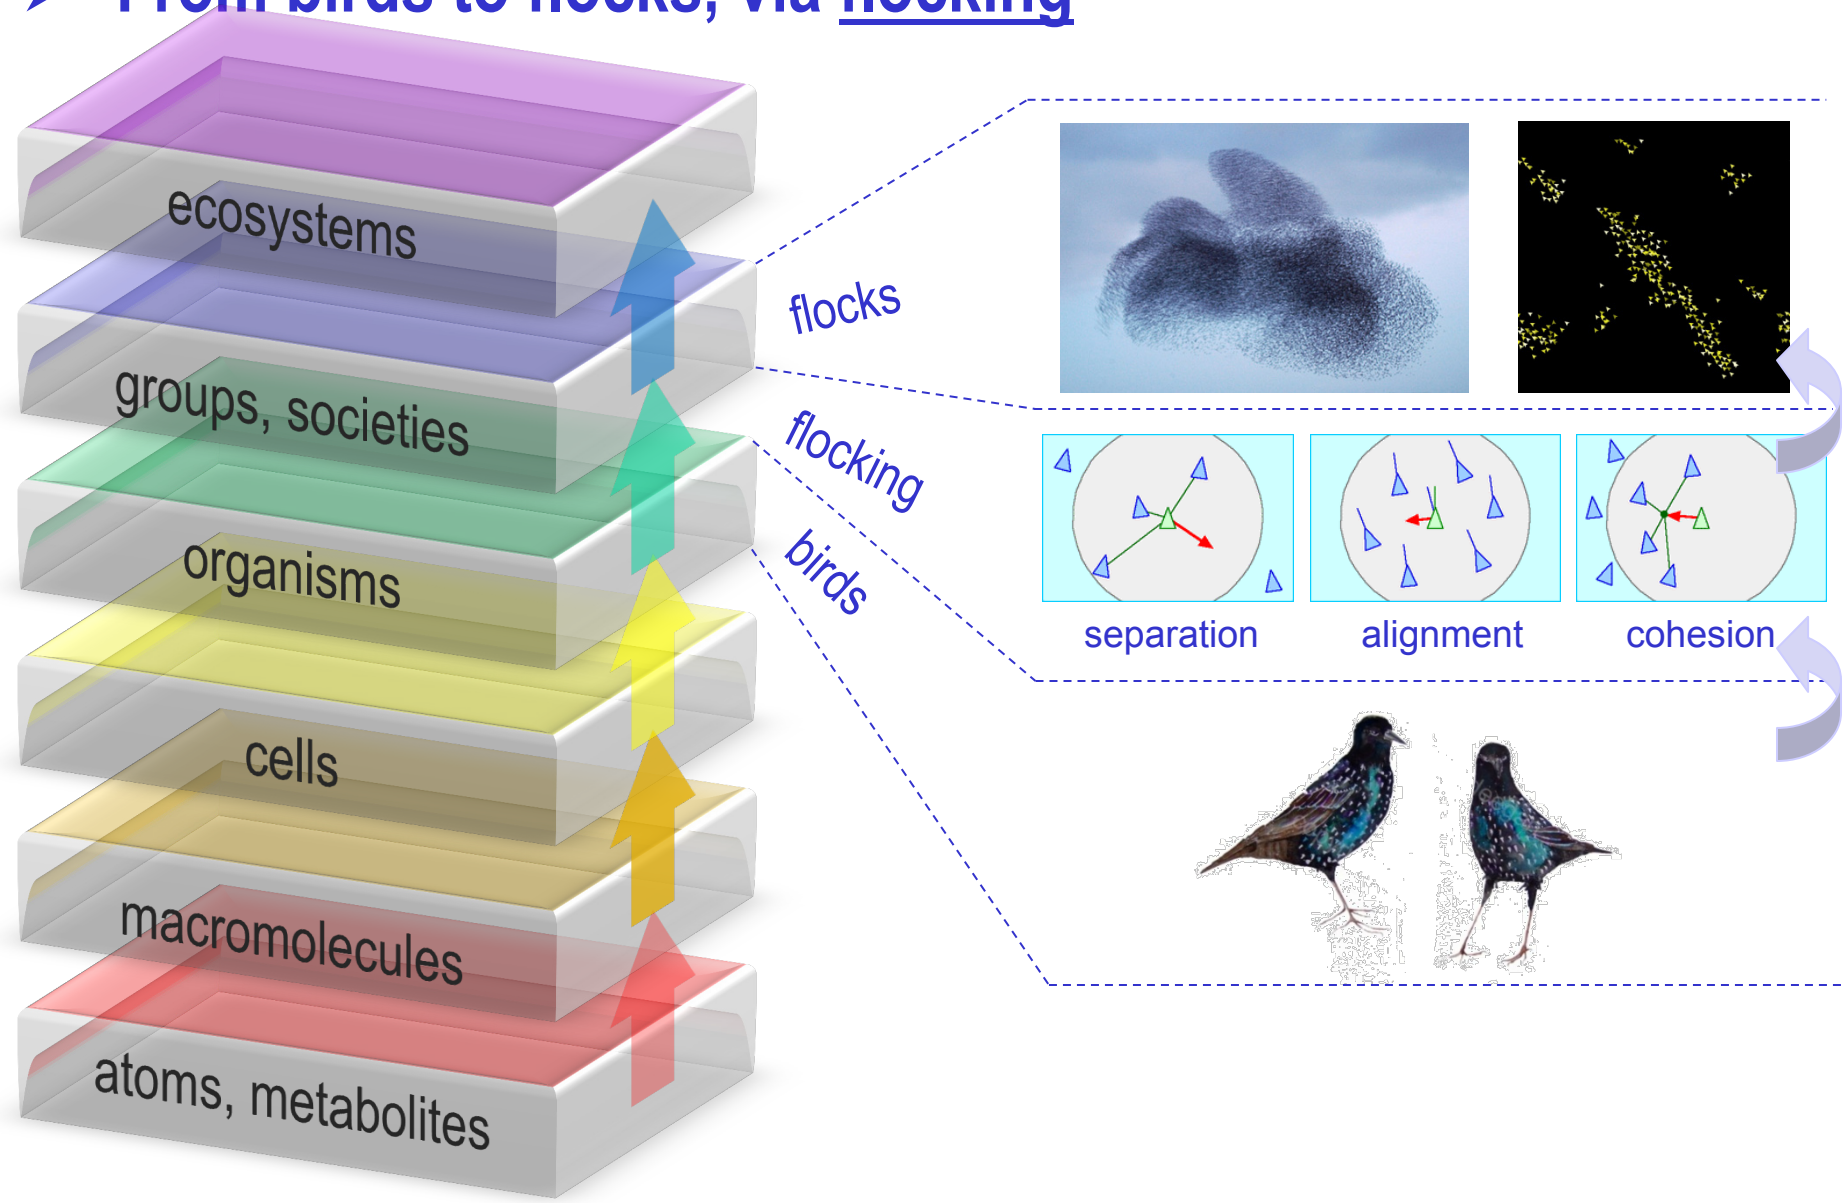 From birds to flocks, via flocking
ecosystems
groups, societies
organisms
cells
macromolecules
atoms, metabolites
flocks
flocking
birds
separation alignment cohesion